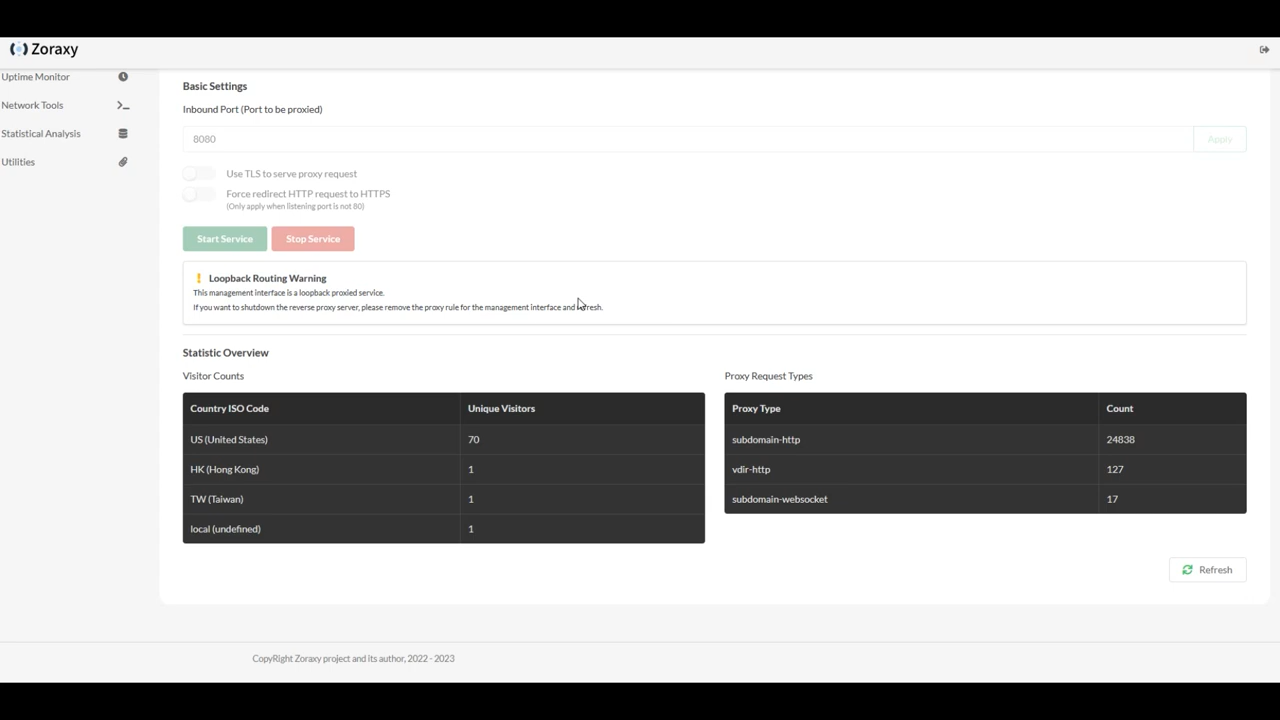 Zoraxy
Uptime Monitor
Network Tools
Statistical Analysis
Utilities
Basic Settings
Inbound Port (Port to be proxied)
8080
Apply
Use TLS to serve proxy request
Force redirect HTTP request to HTTPS
(Only apply when listening port is not 80)
Start Service
Stop Service
Loopback Routing Warning
This management interface is a loopback proxied service.
If you want to shutdown the reverse proxy server, please remove the proxy rule for the management interface and refresh.
Statistic Overview
Visitor Counts
Country ISO Code Unique Visitors
US (United States) 70
HK (Hong Kong) 1
TW (Taiwan) 1
local (undefined) 1
Proxy Request Types
Proxy Type Count
subdomain-http 24838
vdir-http 127
subdomain-websocket 17
Refresh
CopyRight Zoraxy project and its author, 2022 - 2023